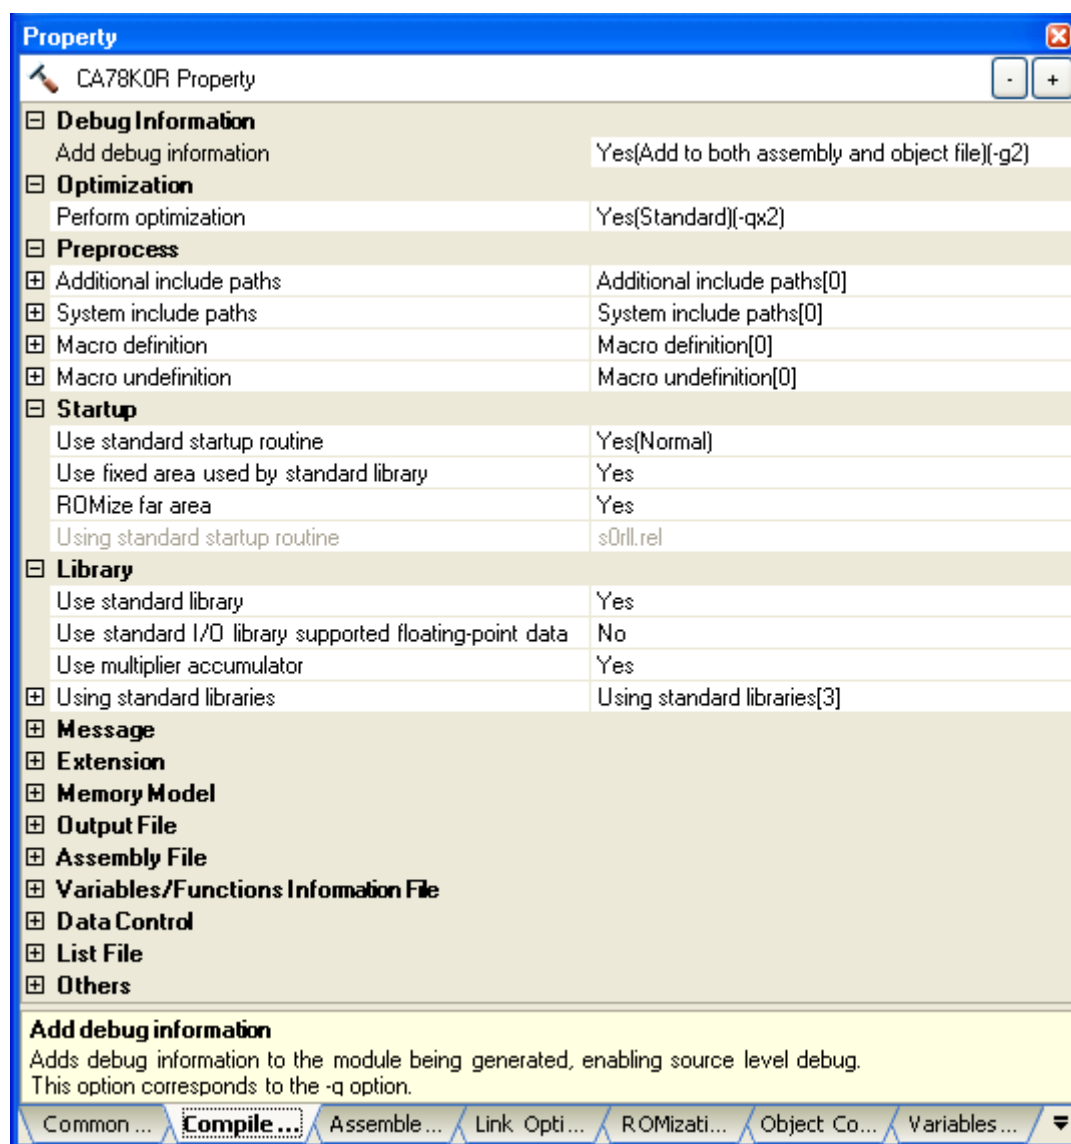 Property
CA78K0R Property
- +
Debug Information
Add debug information Yes(Add to both assembly and object file)(-g2)
Optimization
Perform optimization Yes(Standard)(-qx2)
Preprocess
Additional include paths Additional include paths[0]
System include paths System include paths[0]
Macro definition Macro definition[0]
Macro undefinition Macro undefinition[0]
Startup
Use standard startup routine Yes(Normal)
Use fixed area used by standard library Yes
ROMize far area Yes
Using standard startup routine s0rll.rel
Library
Use standard library Yes
Use standard I/O library supported floating-point data No
Use multiplier accumulator Yes
Using standard libraries Using standard libraries[3]
Message
Extension
Memory Model
Output File
Assembly File
Variables/Functions Information File
Data Control
List File
Others
Add debug information
Adds debug information to the module being generated, enabling source level debug.
This option corresponds to the -g option.
Common ... Compile ... Assemble ... Link Opti... ROMizati... Object Co... Variables ...